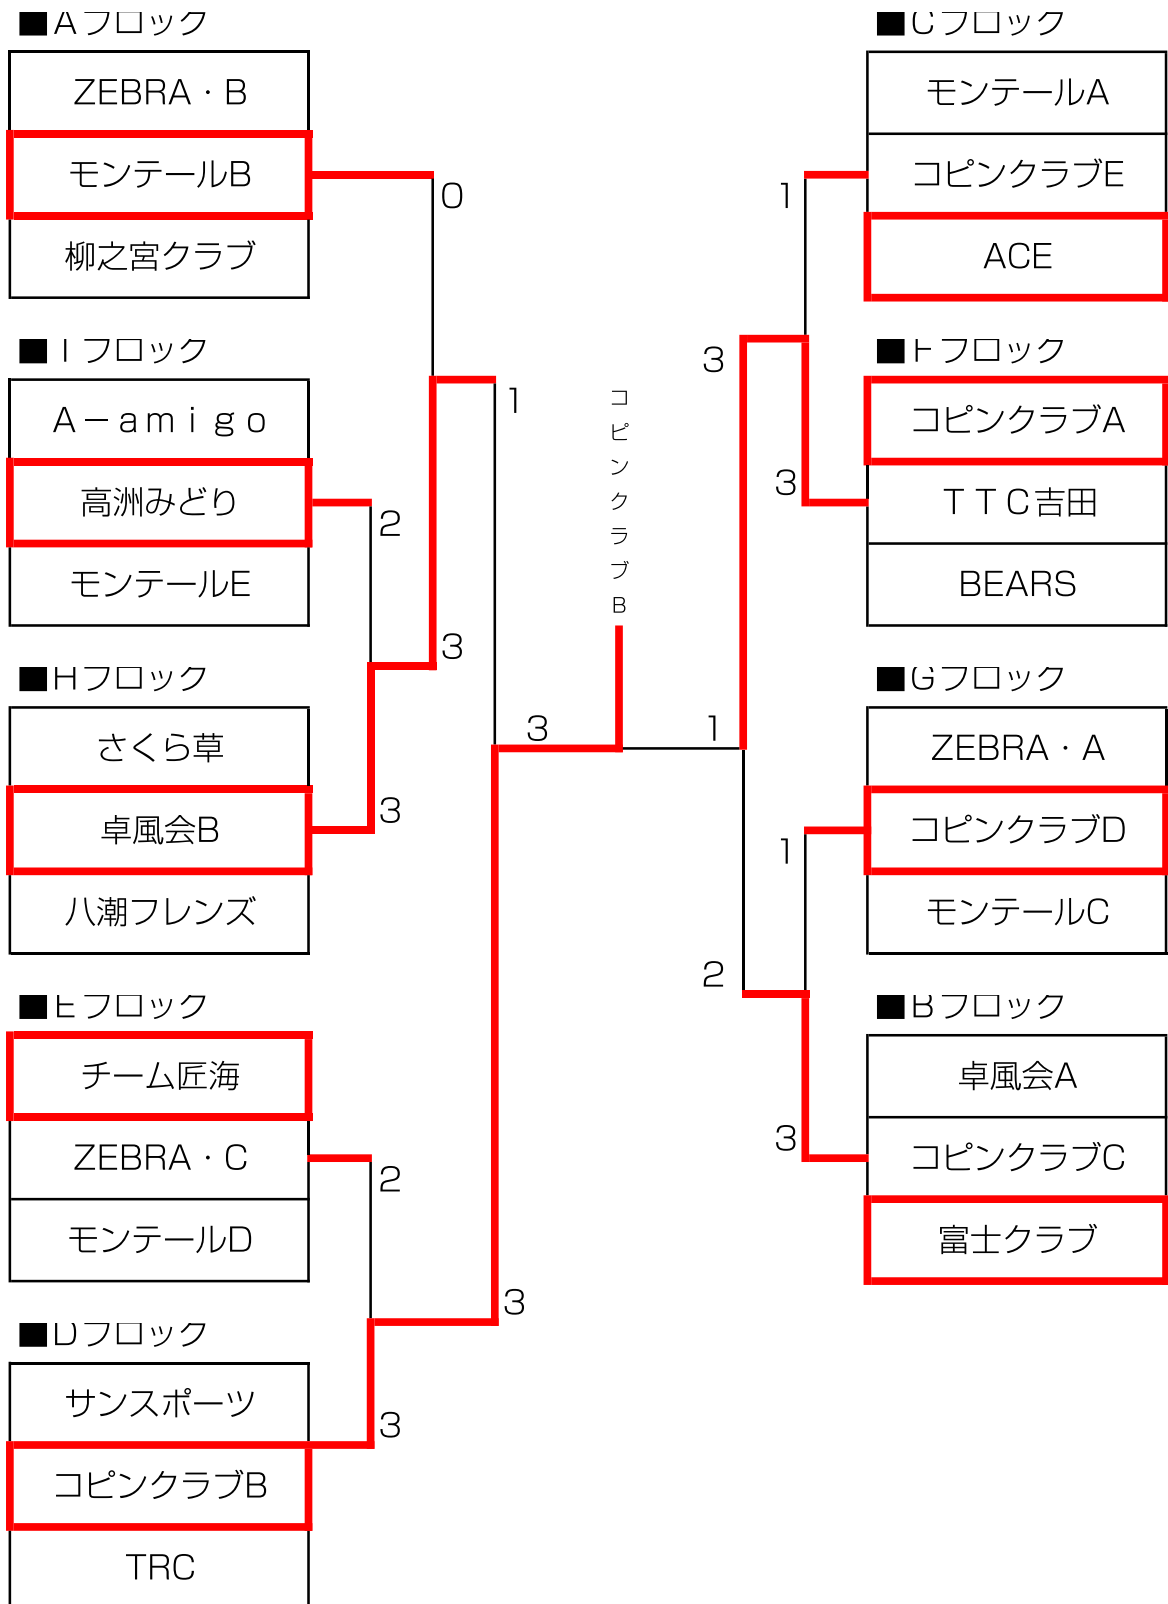 ■Aブロック
ZEBRA・B
モンテールB
柳之宮クラブ
■Iブロック
A－amigo
高洲みどり
モンテールE
■Hブロック
さくら草
卓風会B
八潮フレンズ
■Eブロック
チーム匠海
ZEBRA・C
モンテールD
■Dブロック
サンスポーツ
コピンクラブB
TRC
0
2
3
3
2
3
1
3
3
コピンクラブB
1
3
2
1
3
1
3
■Cブロック
モンテールA
コピンクラブE
ACE
■Fブロック
コピンクラブA
TTC吉田
BEARS
■Gブロック
ZEBRA・A
コピンクラブD
モンテールC
■Bブロック
卓風会A
コピンクラブC
富士クラブ